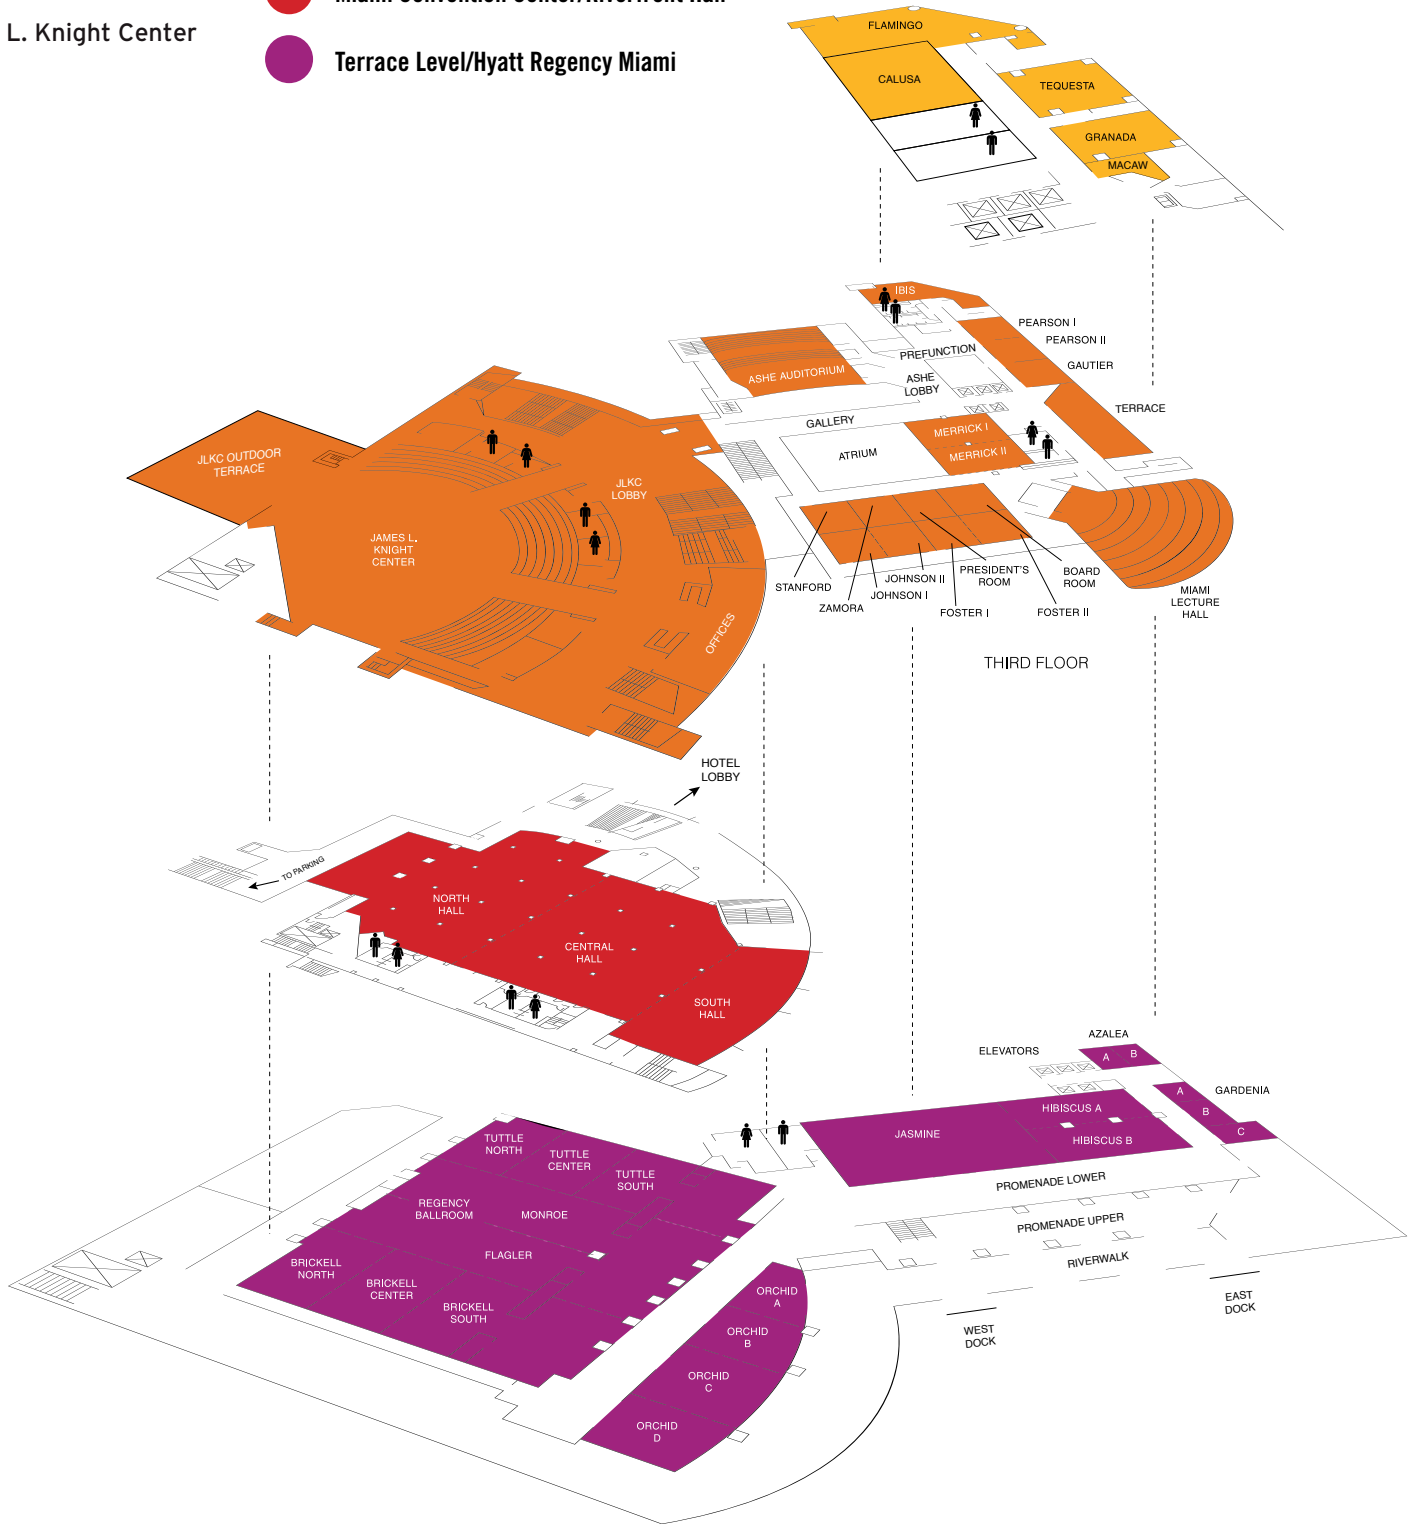 L. Knight Center
Terrace Level/Hyatt Regency Miami
FLAMINGO
CALUSA
TEQUESTA
GRANADA
MACAW
IBIS
PEARSON I
PEARSON II
GAUTIER
TERRACE
PREFUNCTION
ASHE
LOBBY
ASHE AUDITORIUM
GALLERY
ATRIUM
MERRICK I
MERRICK II
JLKC OUTDOOR
TERRACE
JLKC
LOBBY
JAMES L.
KNIGHT
CENTER
OFFICES
STANFORD
ZAMORA
JOHNSON II
JOHNSON I
PRESIDENT'S
ROOM
FOSTER I
BOARD
ROOM
FOSTER II
MIAMI
LECTURE
HALL
THIRD FLOOR
HOTEL
LOBBY
TO PARKING
NORTH
HALL
CENTRAL
HALL
SOUTH
HALL
AZALEA
A B
ELEVATORS
GARDENIA
A
B
C
HIBISCUS A
HIBISCUS B
JASMINE
PROMENADE LOWER
PROMENADE UPPER
RIVERWALK
EAST
DOCK
WEST
DOCK
TUTTLE
NORTH
TUTTLE
CENTER
TUTTLE
SOUTH
REGENCY
BALLROOM
MONROE
FLAGLER
BRICKELL
NORTH
BRICKELL
CENTER
BRICKELL
SOUTH
ORCHID
A
ORCHID
B
ORCHID
C
ORCHID
D